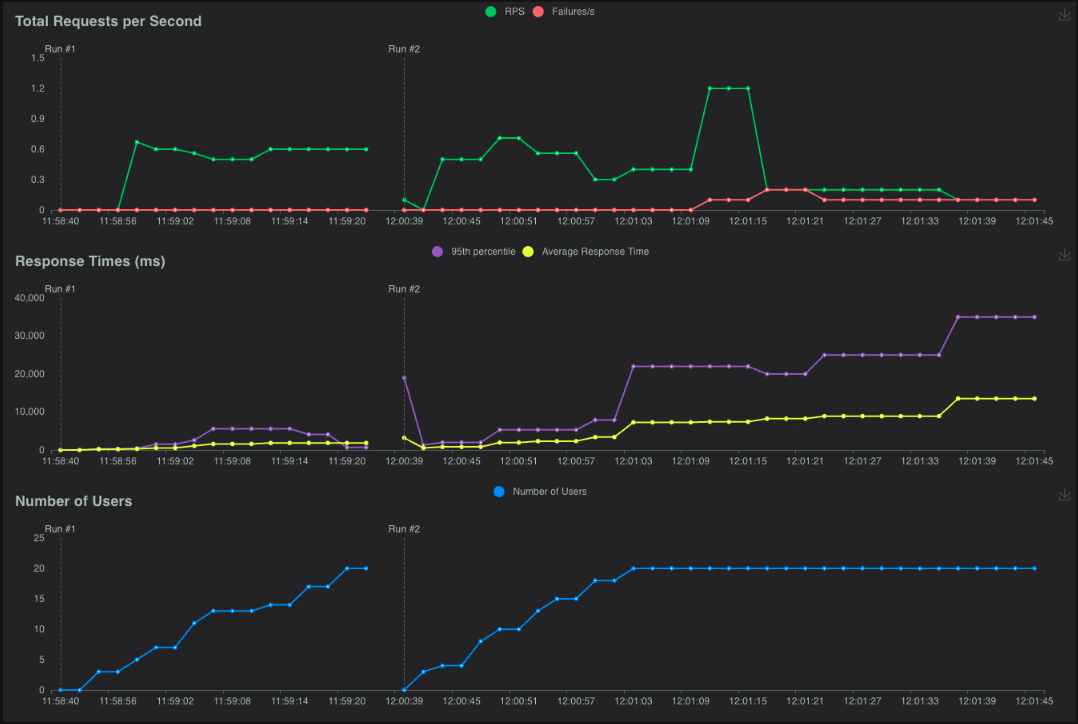 RPS Failures/s
Total Requests per Second
Run #1 Run #2
1.5
1.2
0.9
0.6
0.3
0
11:58:40 11:58:56 11:59:02 11:59:08 11:59:14 11:59:20 12:00:39 12:00:45 12:00:51 12:00:57 12:01:03 12:01:09 12:01:15 12:01:21 12:01:27 12:01:33 12:01:39 12:01:45
95th percentile Average Response Time
Response Times (ms)
Run #1 Run #2
40,000
30,000
20,000
10,000
0
11:58:40 11:58:56 11:59:02 11:59:08 11:59:14 11:59:20 12:00:39 12:00:45 12:00:51 12:00:57 12:01:03 12:01:09 12:01:15 12:01:21 12:01:27 12:01:33 12:01:39 12:01:45
Number of Users
Number of Users
Run #1 Run #2
25
20
15
10
5
0
11:58:40 11:58:56 11:59:02 11:59:08 11:59:14 11:59:20 12:00:39 12:00:45 12:00:51 12:00:57 12:01:03 12:01:09 12:01:15 12:01:21 12:01:27 12:01:33 12:01:39 12:01:45